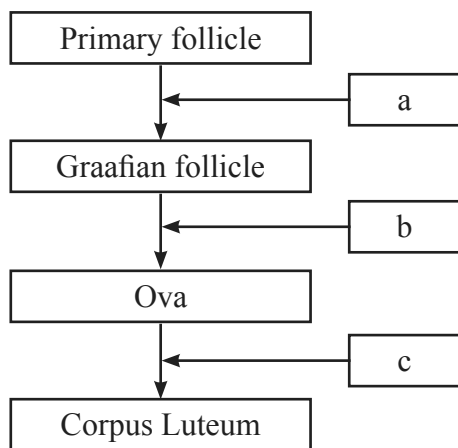 Primary follicle
a
Graafian follicle
b
Ova
c
Corpus Luteum